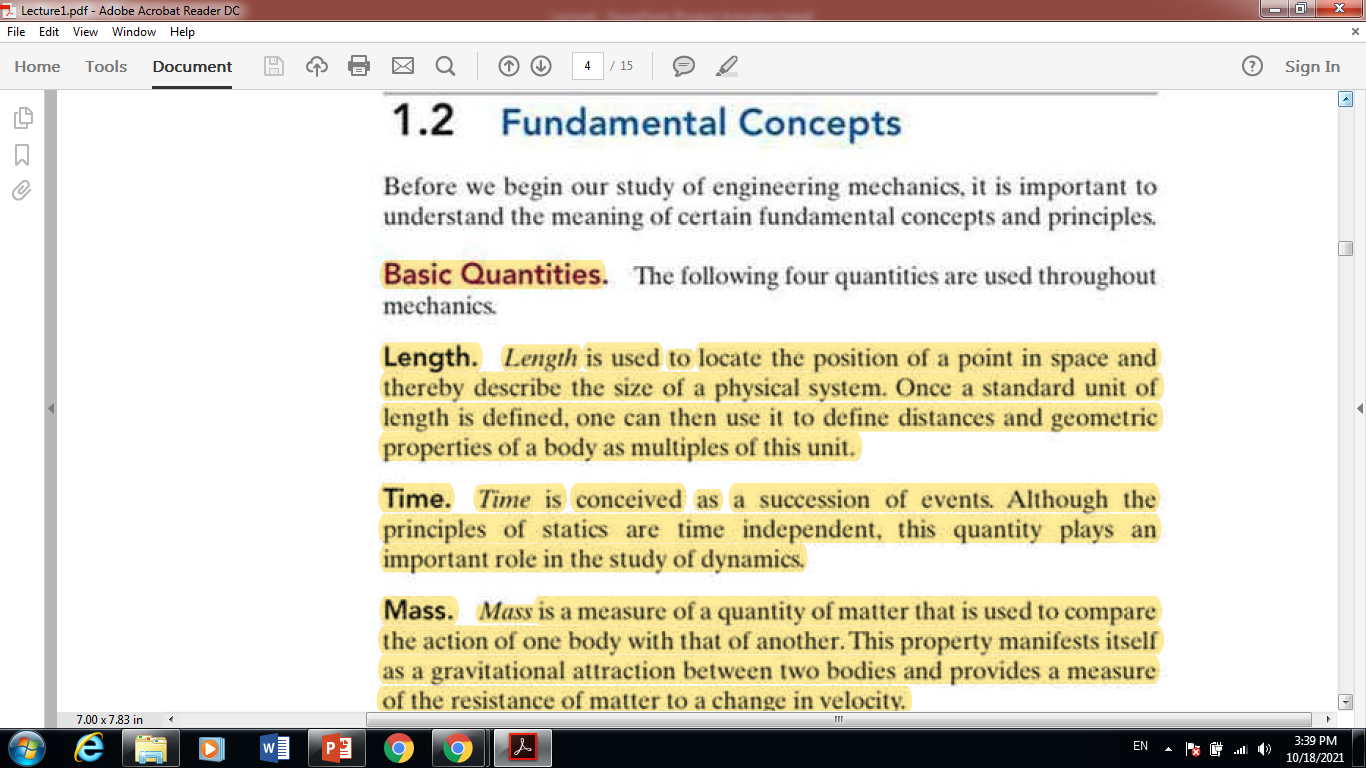 Lecture1.pdf - Adobe Acrobat Reader DC
File Edit View Window Help
Home Tools Document 4 / 15 Sign In
1.2 Fundamental Concepts
Before we begin our study of engineering mechanics, it is important to
understand the meaning of certain fundamental concepts and principles.
Basic Quantities. The following four quantities are used throughout
mechanics.
Length. Length is used to locate the position of a point in space and
thereby describe the size of a physical system. Once a standard unit of
length is defined, one can then use it to define distances and geometric
properties of a body as multiples of this unit.
Time. Time is conceived as a succession of events. Although the
principles of statics are time independent, this quantity plays an
important role in the study of dynamics.
Mass. Mass is a measure of a quantity of matter that is used to compare
the action of one body with that of another. This property manifests itself
as a gravitational attraction between two bodies and provides a measure
of the resistance of matter to a change in velocity.
7.00 x 7.83 in
EN
3:39 PM
10/18/2021